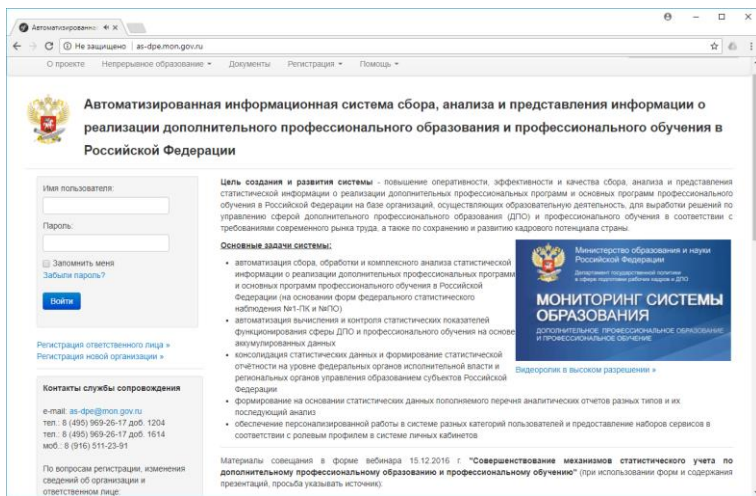 Автоматизированно
Не защищено | as-dpe.mon.gov.ru
О проекте Непрерывное образование Документы Регистрация Помощь
Автоматизированная информационная система сбора, анализа и представления информации о
реализации дополнительного профессионального образования и профессионального обучения в
Российской Федерации
Имя пользователя:
Пароль:
Запомнить меня
Забыли пароль?
Войти
Регистрация ответственного лица »
Регистрация новой организации »
Контакты службы сопровождения
e-mail: as-dpe@mon.gov.ru
тел.: 8 (495) 969-26-17 доб. 1204
тел.: 8 (495) 969-26-17 доб. 1614
моб.: 8 (916) 511-23-91
По вопросам регистрации, изменения
сведений об организации и
ответственном лице:
Цель создания и развития системы - повышение оперативности, эффективности и качества сбора, анализа и представления
статистической информации о реализации дополнительных профессиональных программ и основных программ профессионального
обучения в Российской Федерации на базе организаций, осуществляющих образовательную деятельность, для выработки решений по
управлению сферой дополнительного профессионального образования (ДПО) и профессионального обучения в соответствии с
требованиями современного рынка труда, а также по сохранению и развитию кадрового потенциала страны.
Основные задачи системы:
• автоматизация сбора, обработки и комплексного анализа статистической
информации о реализации дополнительных профессиональных программ
и основных программ профессионального обучения в Российской
Федерации (на основании форм федерального статистического
наблюдения №1-ПК и №ПО)
• автоматизация вычисления и контроля статистических показателей
функционирования сферы ДПО и профессионального обучения на основе
аккумулированных данных
• консолидация статистических данных и формирование статистической
отчётности на уровне федеральных органов исполнительной власти и
региональных органов управления образованием субъектов Российской
Федерации
• формирование на основании статистических данных пополняемого перечня аналитических отчетов разных типов и их
последующий анализ
• обеспечение персонализированной работы в системе разных категорий пользователей и предоставление наборов сервисов в
соответствии с ролевым профилем в системе личных кабинетов
Министерство образования и науки
Российской Федерации
Департамент государственной политики
в сфере подготовки рабочих кадров и ДПО
МОНИТОРИНГ СИСТЕМЫ
ОБРАЗОВАНИЯ
ДОПОЛНИТЕЛЬНОЕ ПРОФЕССИОНАЛЬНОЕ ОБРАЗОВАНИЕ
И ПРОФЕССИОНАЛЬНОЕ ОБУЧЕНИЕ
Видеоролик в высоком разрешении »
Материалы совещания в форме вебинара 15.12.2016 г. "Совершенствование механизмов статистического учета по
дополнительному профессиональному образованию и профессиональному обучению" (при использовании форм и содержания
презентаций, просьба указывать источник):